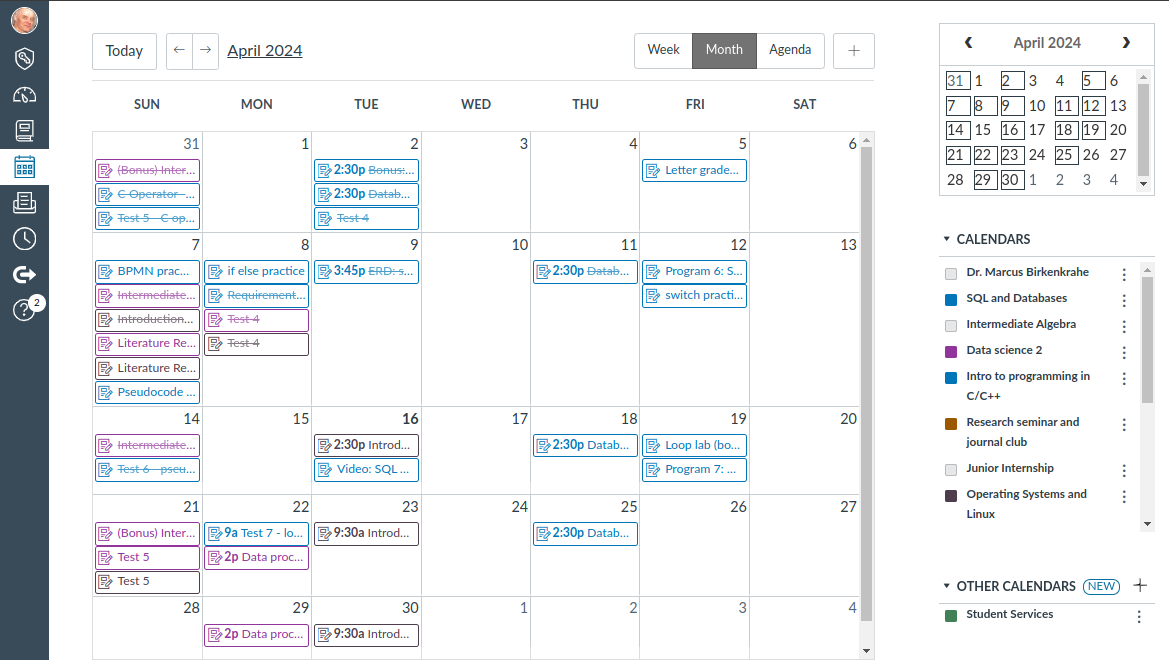 Today
←
→
April 2024
Week
Month
Agenda
+
SUN MON TUE WED THU FRI SAT
31 1 2 3 4 5 6
(Bonus) Inter...
C Operator ...
Test 5 - C op...
2:30p Bonus:...
2:30p Datab...
Test 4
Letter grade...
7 8 9 10 11 12 13
BPMN prac...
Intermediate...
Introduction...
Literature Re...
Literature Re...
Pseudocode ...
if else practice
Requirement...
Test 4
Test 4
3:45p ERD: s...
2:30p Datab...
Program 6: S...
switch practi...
14 15 16 17 18 19 20
Intermediate...
Test 6 - pseu...
2:30p Introd...
Video: SQL ...
2:30p Datab...
Loop lab (bo...
Program 7: ...
21 22 23 24 25 26 27
(Bonus) Inter...
Test 5
Test 5
9a Test 7 - lo...
2p Data proc...
9:30a Introd...
2:30p Datab...
28 29 30 1 2 3 4
2p Data proc...
9:30a Introd...
2
April 2024
31 1 2 3 4 5 6
7 8 9 10 11 12 13
14 15 16 17 18 19 20
21 22 23 24 25 26 27
28 29 30 1 2 3 4
CALENDARS
Dr. Marcus Birkenkrahe
SQL and Databases
Intermediate Algebra
Data science 2
Intro to programming in
C/C++
Research seminar and
journal club
Junior Internship
Operating Systems and
Linux
OTHER CALENDARS NEW +
Student Services